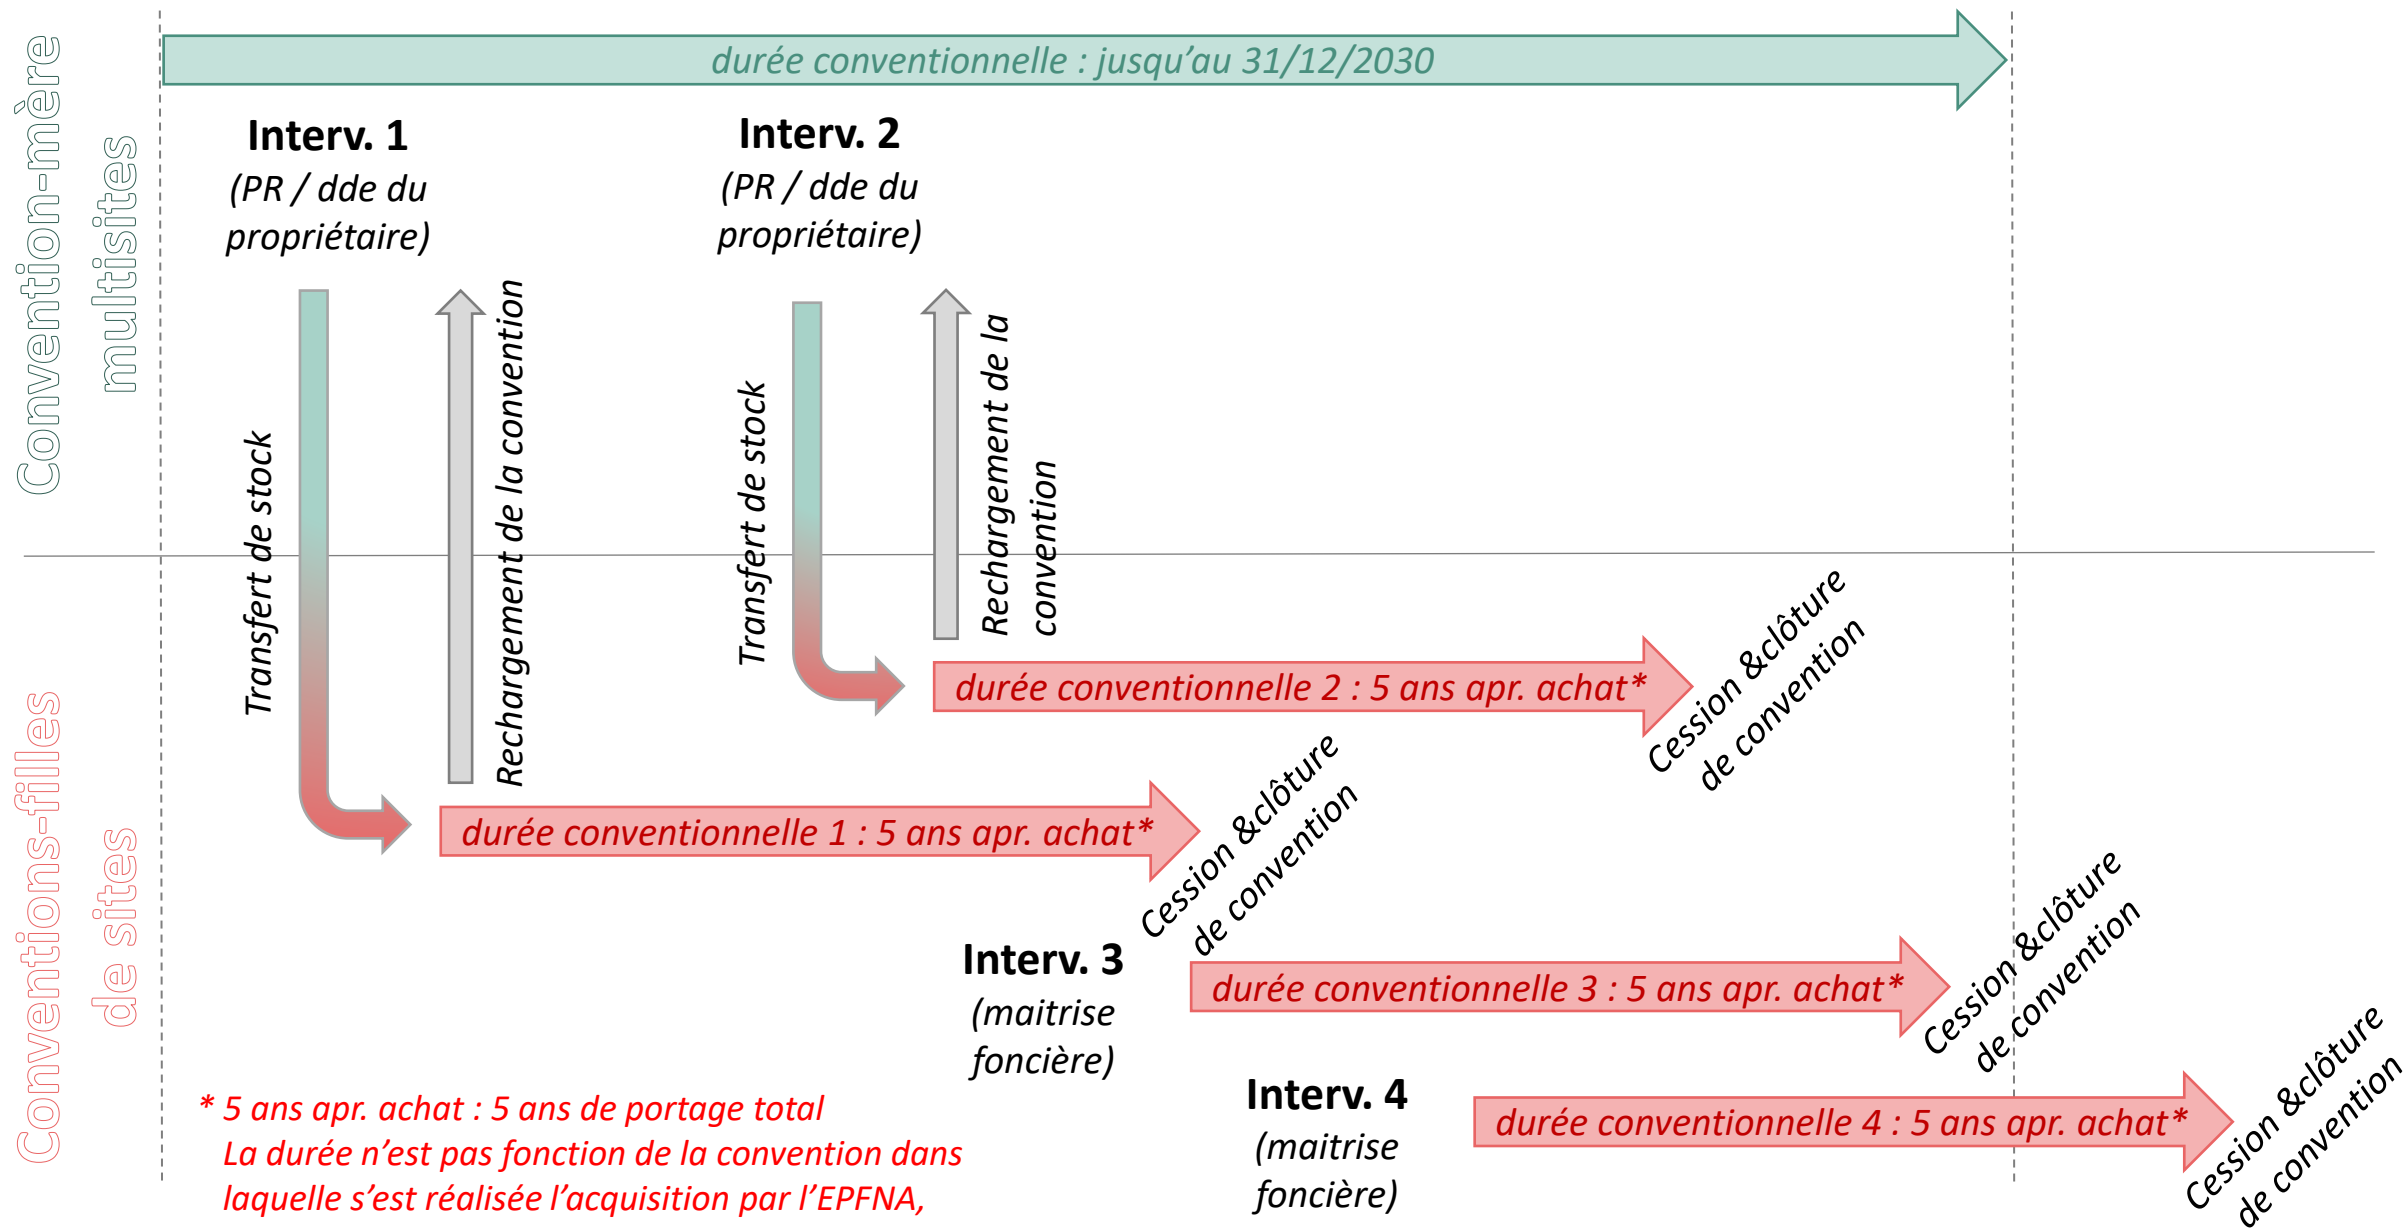 Convention-mère
multisites
durée conventionnelle : jusqu'au 31/12/2030
Interv. 1
(PR / dde du
propriétaire)
Interv. 2
(PR / dde du
propriétaire)
Transfert de stock
Rechargement de la convention
Transfert de stock
Rechargement de la
convention
Conventions-filles
de sites
durée conventionnelle 2 : 5 ans apr. achat*
Cession &clôture
de convention
durée conventionnelle 1 : 5 ans apr. achat*
Cession &clôture
de convention
Interv. 3
(maitrise
foncière)
durée conventionnelle 3 : 5 ans apr. achat*
Cession &clôture
de convention
Interv. 4
(maitrise
foncière)
durée conventionnelle 4 : 5 ans apr. achat*
Cession &clôture
de convention
* 5 ans apr. achat : 5 ans de portage total
La durée n'est pas fonction de la convention dans
laquelle s'est réalisée l'acquisition par l'EPFNA,